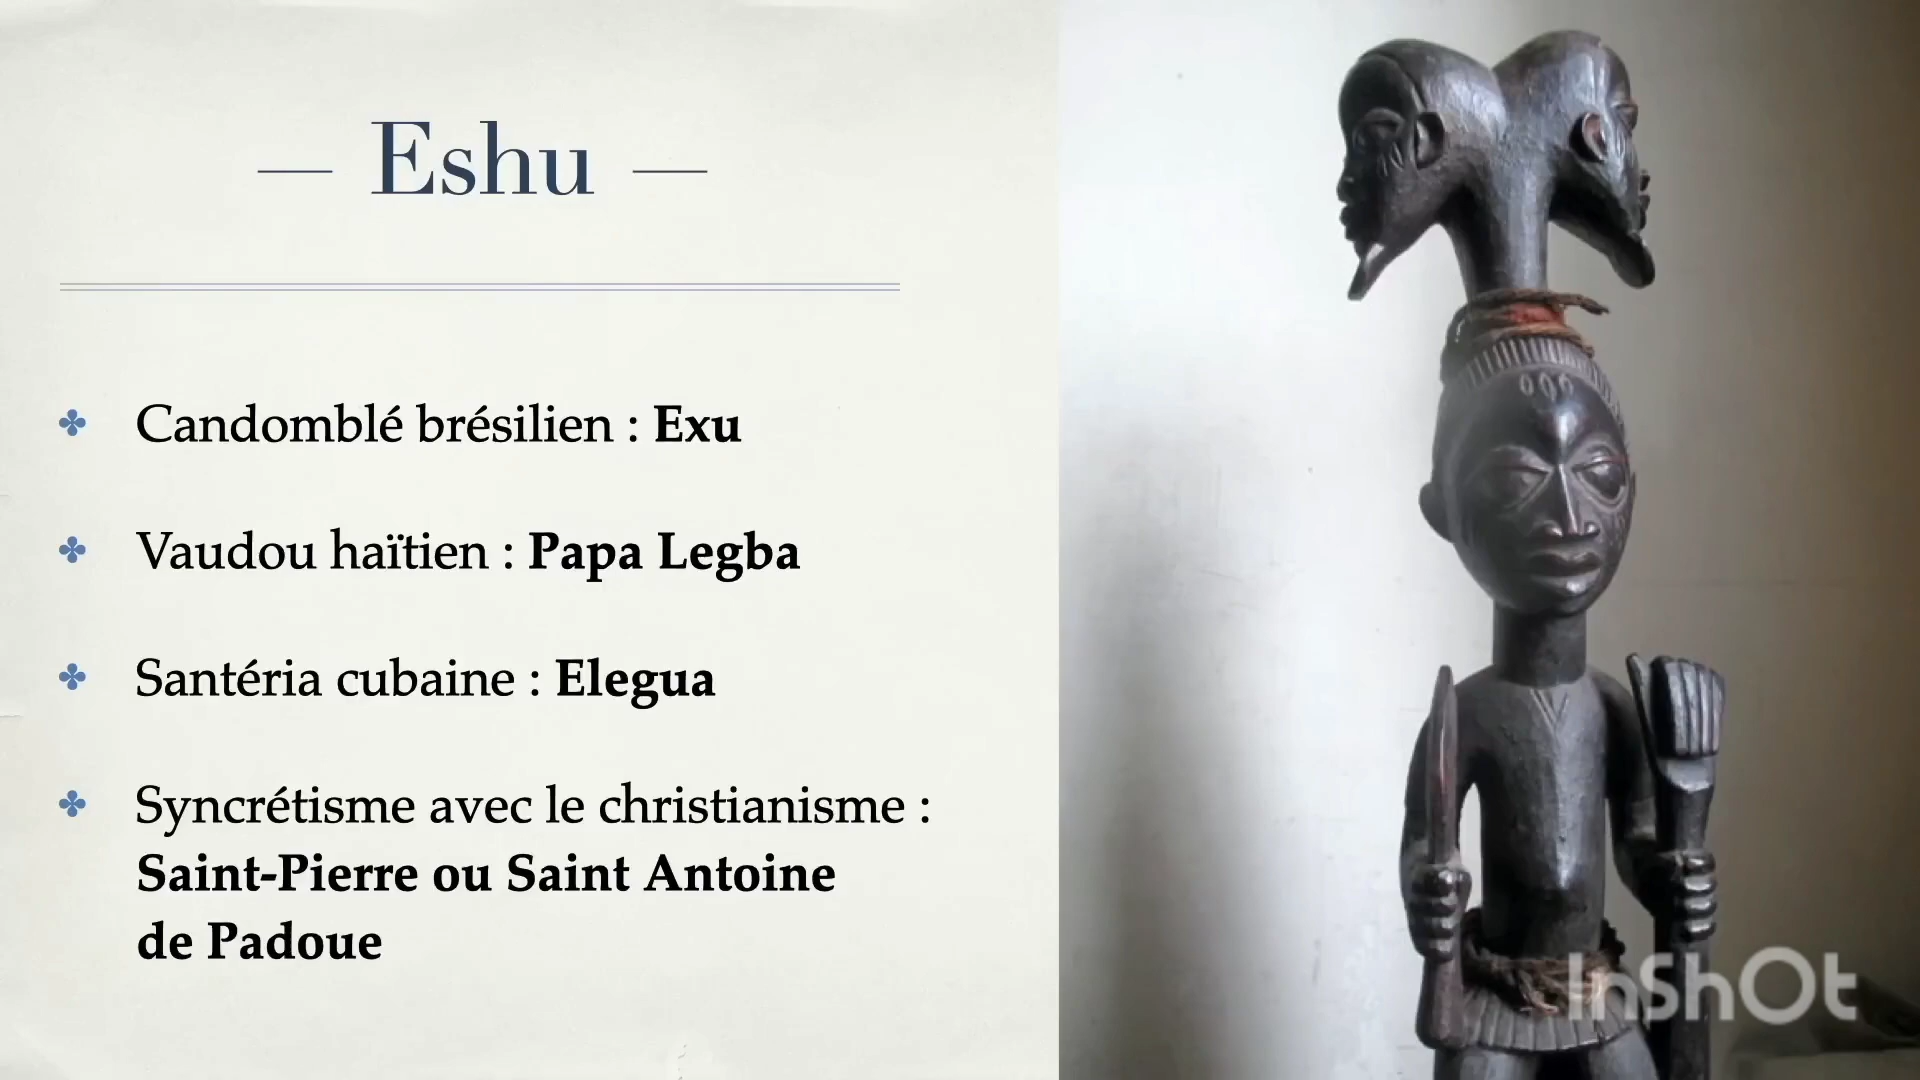 — Eshu —
Candomblé brésilien : Exu
Vaudou haïtien : Papa Legba
Santéria cubaine : Elegua
Syncrétisme avec le christianisme :
Saint-Pierre ou Saint Antoine
de Padoue
InShOt